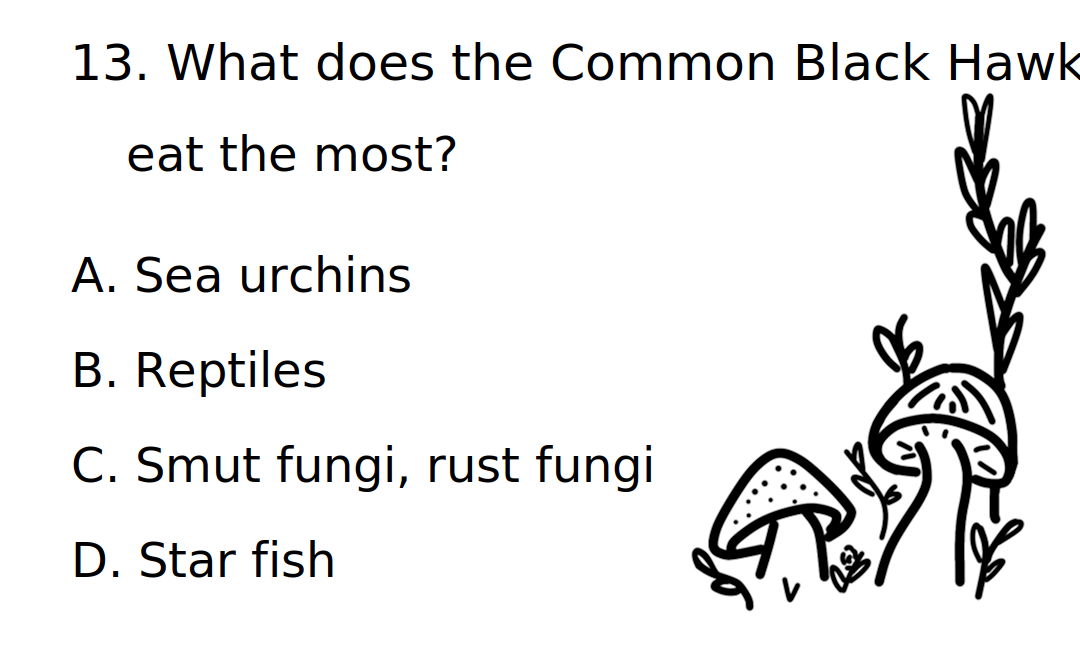 13. What does the Common Black Hawk
eat the most?
A. Sea urchins
B. Reptiles
C. Smut fungi, rust fungi
D. Star fish